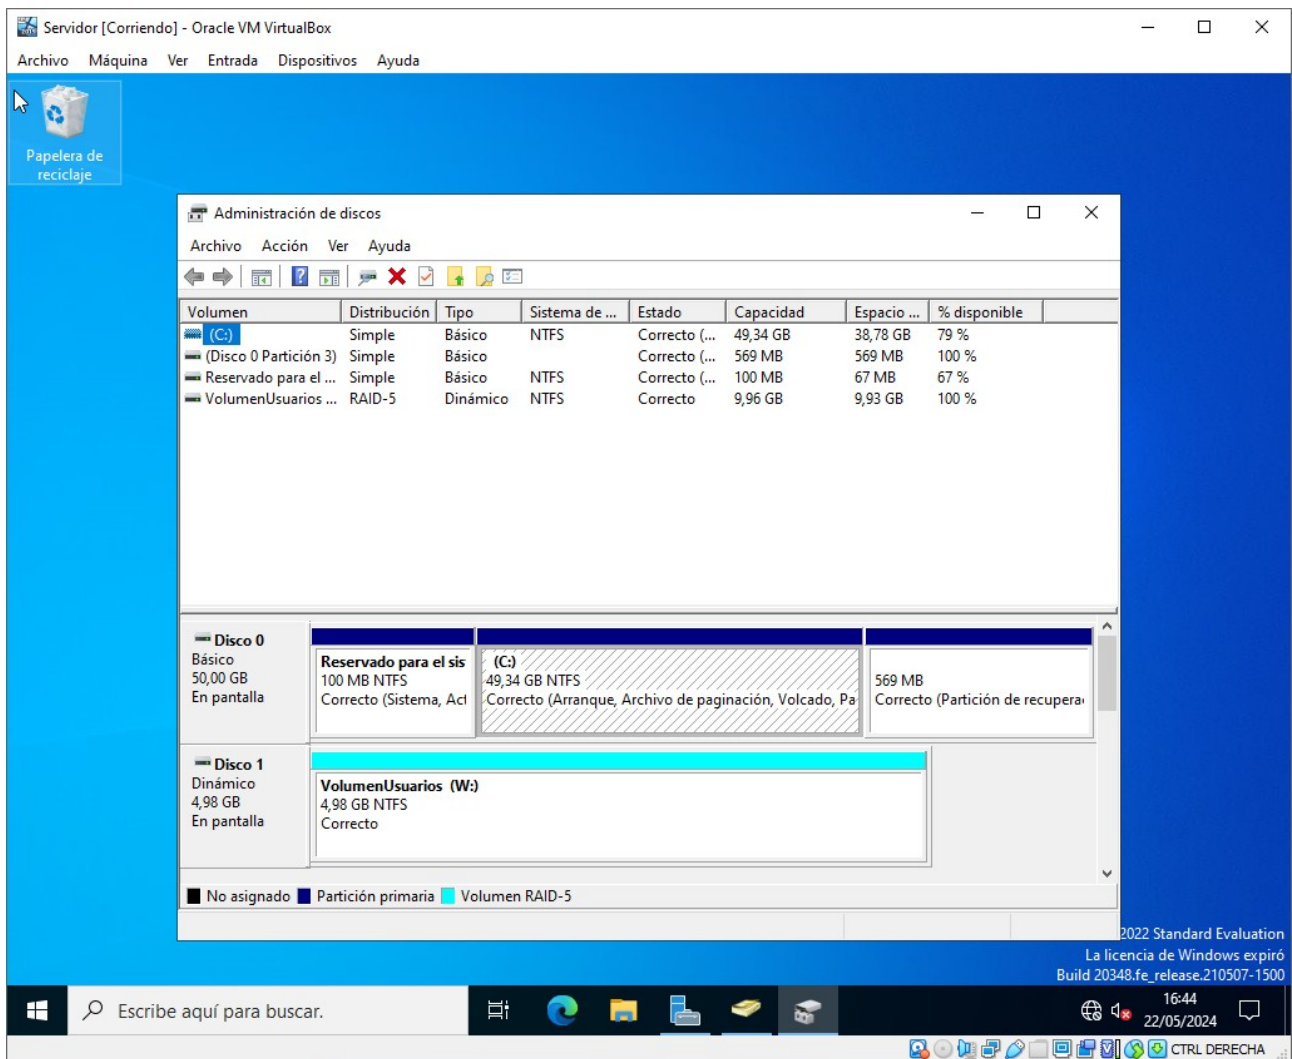 Servidor [Corriendo] - Oracle VM VirtualBox
Archivo Máquina Ver Entrada Dispositivos Ayuda
Papelera de
reciclaje
Administración de discos
Archivo Acción Ver Ayuda
Volumen Distribución Tipo Sistema de ... Estado Capacidad Espacio ... % disponible
(C:) Simple Básico NTFS Correcto (... 49,34 GB 38,78 GB 79 %
(Disco 0 Partición 3) Simple Básico Correcto (... 569 MB 569 MB 100 %
Reservado para el ... Simple Básico NTFS Correcto (... 100 MB 67 MB 67 %
VolumenUsuarios ... RAID-5 Dinámico NTFS Correcto 9,96 GB 9,93 GB 100 %
Disco 0
Básico
50,00 GB
En pantalla
Reservado para el sis
100 MB NTFS
Correcto (Sistema, Act
(C:)
49,34 GB NTFS
Correcto (Arranque, Archivo de paginación, Volcado, Pa
569 MB
Correcto (Partición de recupera
Disco 1
Dinámico
4,98 GB
En pantalla
VolumenUsuarios (W:)
4,98 GB NTFS
Correcto
No asignado Partición primaria Volumen RAID-5
2022 Standard Evaluation
La licencia de Windows expiró
Build 20348.fe_release.210507-1500
Escribe aquí para buscar.
16:44
22/05/2024
CTRL DERECHA